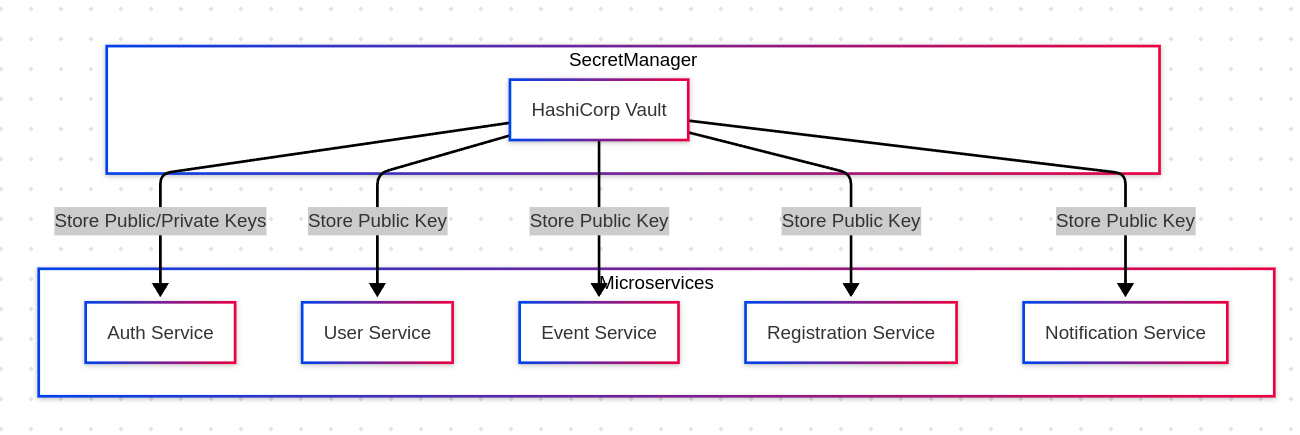 SecretManager
HashiCorp Vault
Store Public/Private Keys
Store Public Key
Store Public Key
Store Public Key
Store Public Key
Microservices
Auth Service
User Service
Event Service
Registration Service
Notification Service